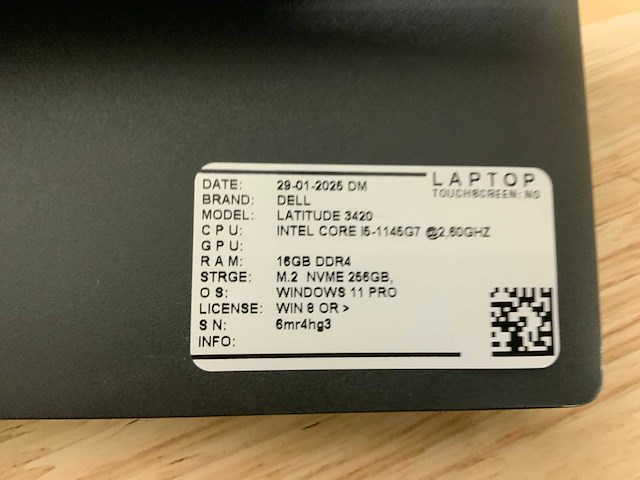 LAPTOP
TOUCHSCREEN: NO
DATE: 29-01-2025 DM
BRAND: DELL
MODEL: LATITUDE 3420
CPU: INTEL CORE I5-1145G7 @2,60GHZ
GPU:
RAM: 16GB DDR4
STRGE: M.2 NVME 256GB,
OS: WINDOWS 11 PRO
LICENSE: WIN 8 OR >
SN: 6mr4hg3
INFO: